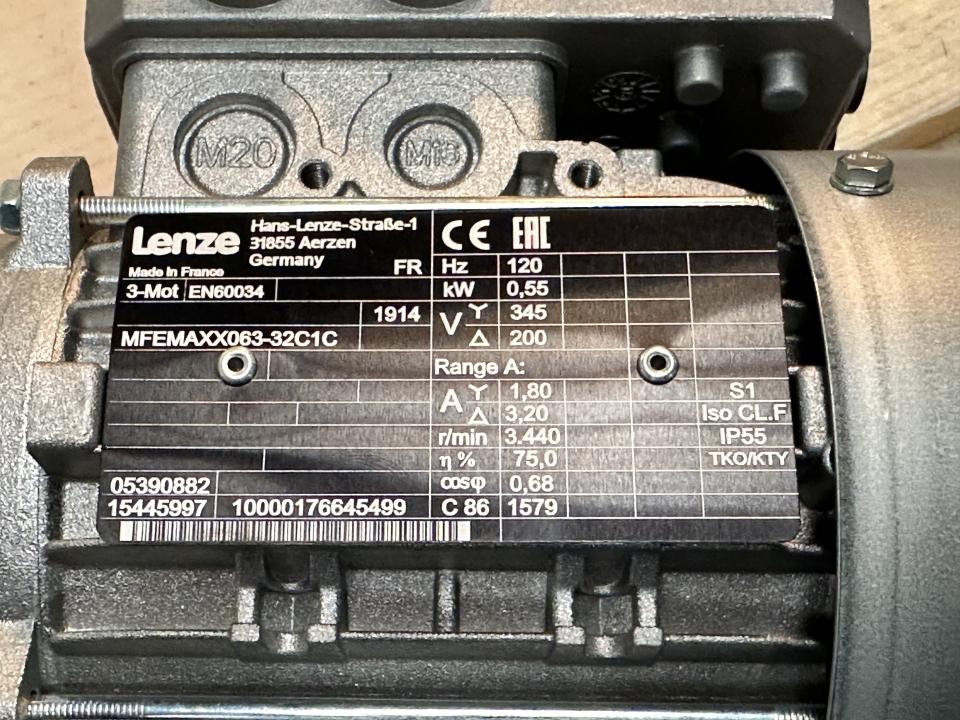 M20 M16
Lenze
Hans-Lenze-Straße-1
31855 Aerzen
Germany
Made in France
FR
CE EAC
3-Mot EN60034
1914
MFEMAXX063-32C1C
05390882
15445997 10000176645499
Hz 120
kW 0,55
V Y 345
Δ 200
Range A:
A Y 1,80 S1
Δ 3,20 Iso CL.F
r/min 3.440 IP55
η % 75,0 TKO/KTY
cosφ 0,68
C 86 1579